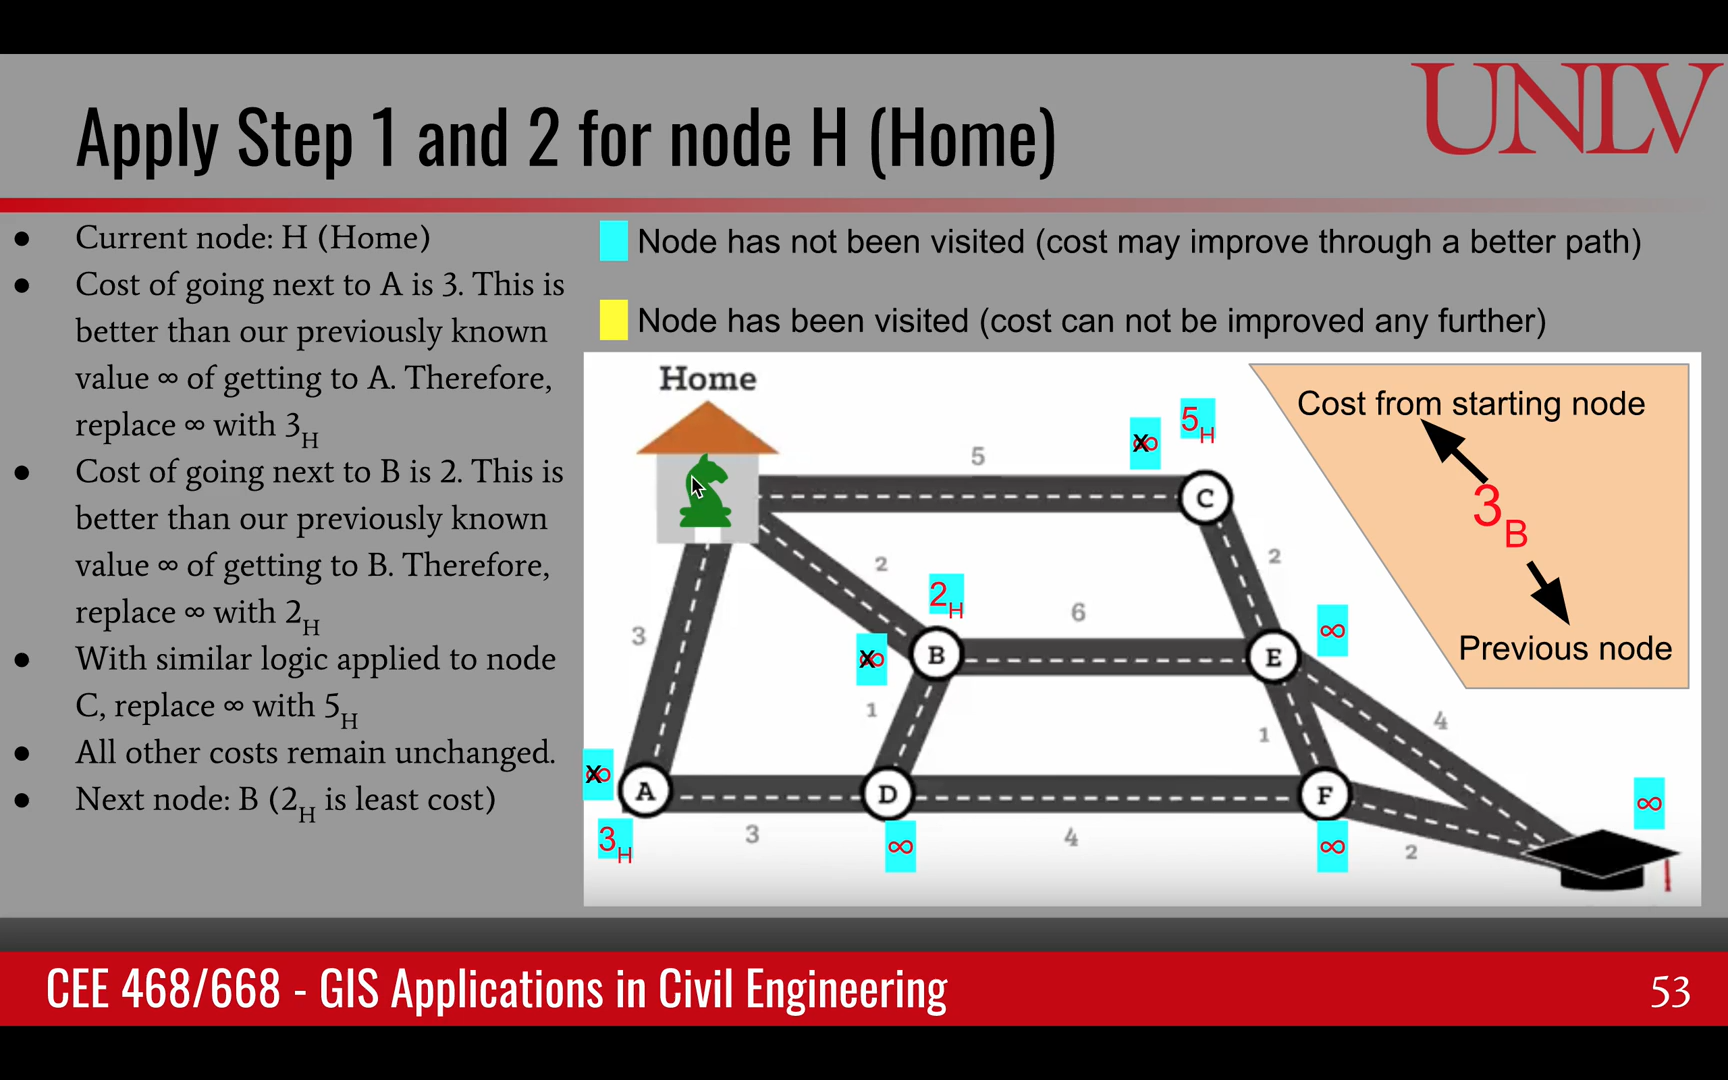 UNLV
Apply Step 1 and 2 for node H (Home)
● Current node: H (Home)
● Cost of going next to A is 3. This is
better than our previously known
value ∞ of getting to A. Therefore,
replace ∞ with 3H
● Cost of going next to B is 2. This is
better than our previously known
value ∞ of getting to B. Therefore,
replace ∞ with 2H
● With similar logic applied to node
C, replace ∞ with 5H
● All other costs remain unchanged.
● Next node: B (2H is least cost)
Node has not been visited (cost may improve through a better path)
Node has been visited (cost can not be improved any further)
Home
Cost from starting node
3B
Previous node
x∞
5H
5
C
2
2
2H
6
∞
3
x∞
B
E
1
1
4
x∞
A
D
F
∞
3H
3
∞
4
∞
2
CEE 468/668 - GIS Applications in Civil Engineering
53